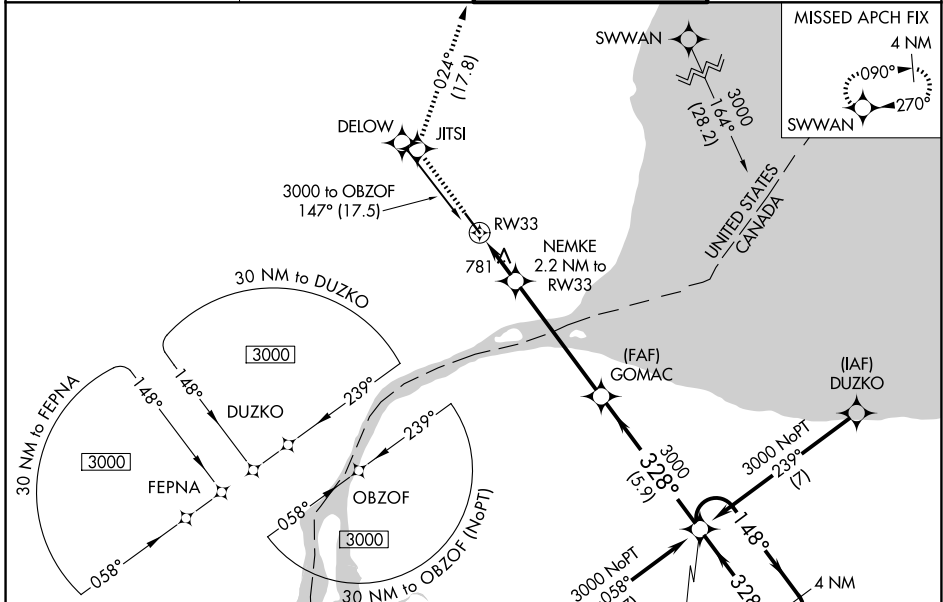 MISSED APCH FIX
4 NM
090°
270°
SWWAN
SWWAN
3000
164°
(28.2)
024°
(17.8)
DELOW
JITSI
3000 to OBZOF
147° (17.5)
RW33
781
NEMKE
2.2 NM to
RW33
UNITED STATES
CANADA
30 NM to DUZKO
3000
148°
239°
DUZKO
30 NM to FEPNA
3000
148°
FEPNA
058°
239°
OBZOF
058°
3000
30 NM to OBZOF (NoPT)
(FAF)
GOMAC
(IAF)
DUZKO
3000 NoPT
239°
(7)
3000
328°
(5.9)
148°
4 NM
3000 NoPT
058°